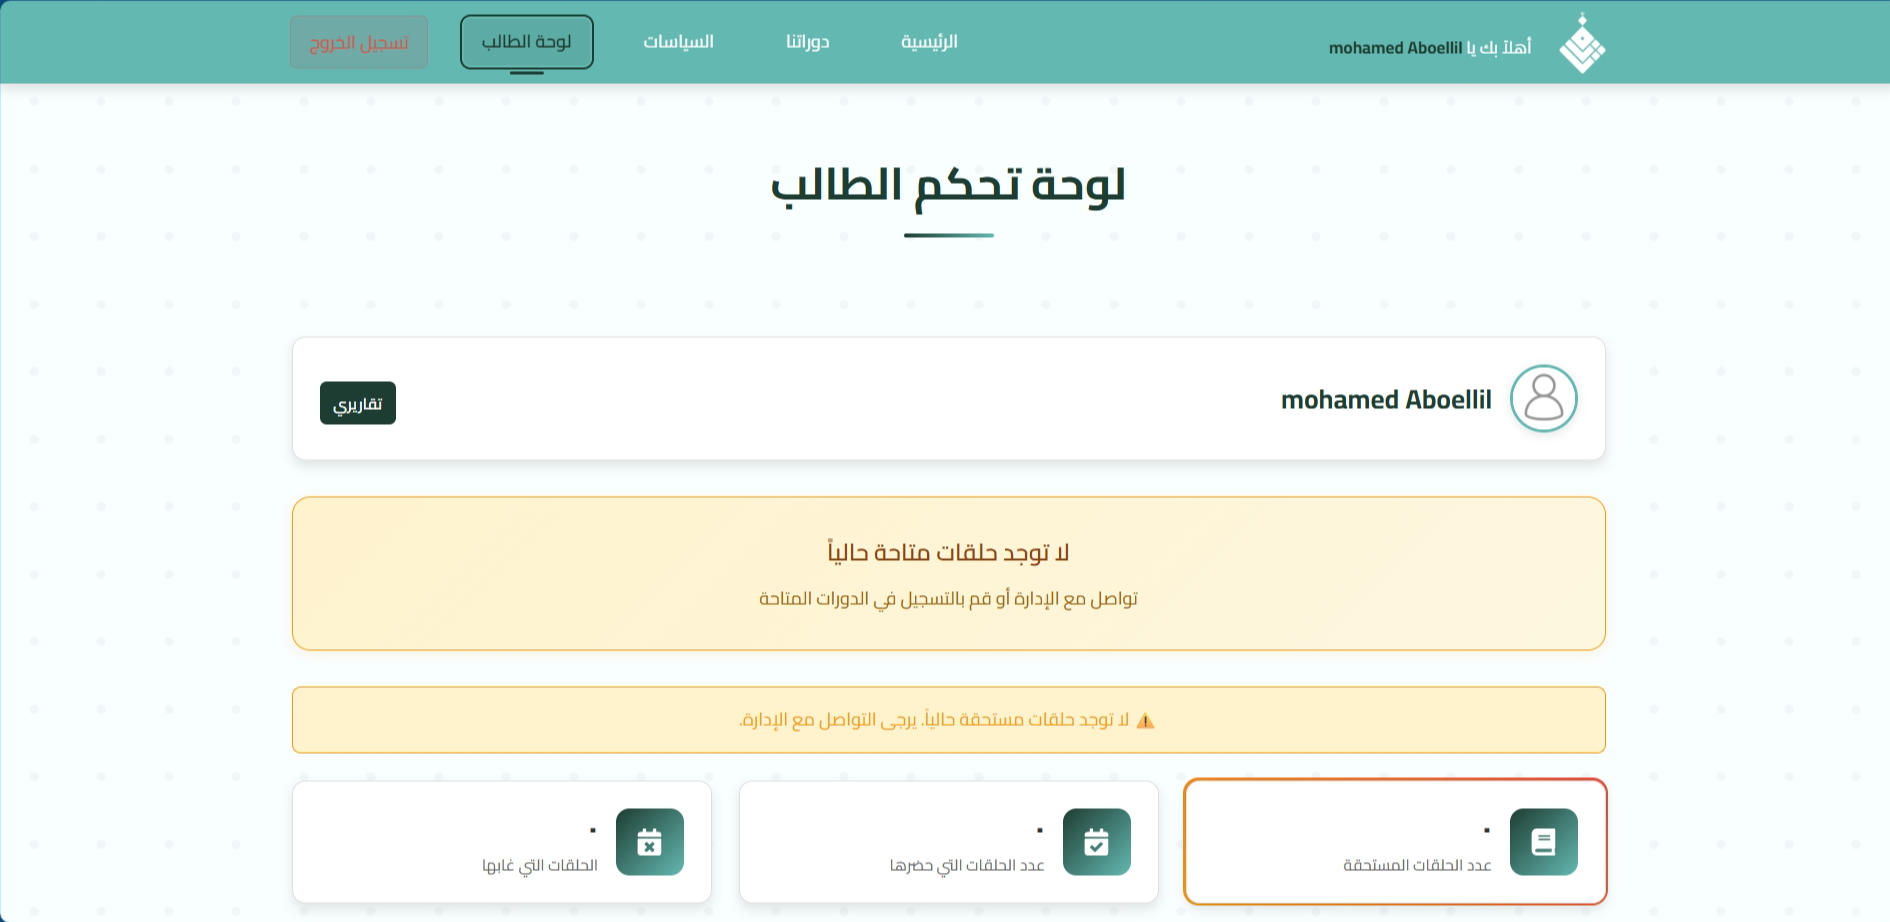 أهلاً بك يا mohamed Aboellil
الرئيسية
دوراتنا
السياسات
لوحة الطالب
تسجيل الخروج
لوحة تحكم الطالب
mohamed Aboellil
تقاريري
لا توجد حلقات متاحة حالياً
تواصل مع الإدارة أو قم بالتسجيل في الدورات المتاحة
⚠️ لا توجد حلقات مستحقة حالياً. يرجى التواصل مع الإدارة.
٠
عدد الحلقات المستحقة
٠
عدد الحلقات التي حضرها
٠
الحلقات التي غابها